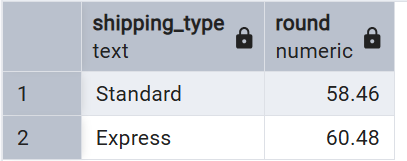 shipping_type round
text numeric
1 Standard 58.46
2 Express 60.48